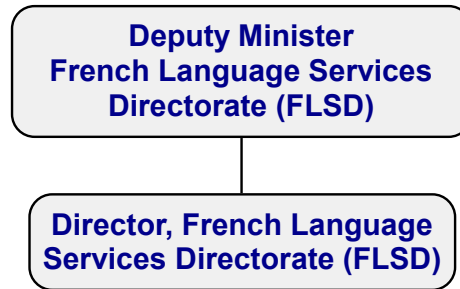 Deputy Minister
French Language Services
Directorate (FLSD)
Director, French Language
Services Directorate (FLSD)